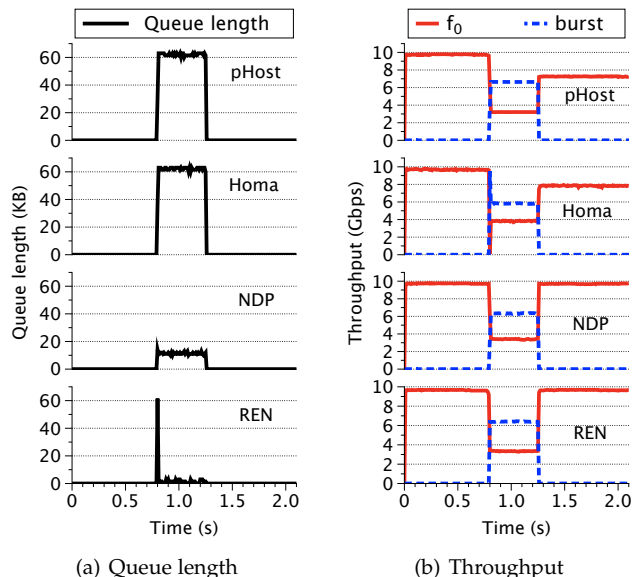 Queue length
pHost
60
40
20
0
Homa
60
40
20
0
NDP
60
40
20
0
REN
60
40
20
0
Queue length (KB)
0 0.5 1.0 1.5 2.0
Time (s)
(a) Queue length
f0 burst
pHost
10
8
6
4
2
0
Homa
10
8
6
4
2
0
NDP
10
8
6
4
2
0
REN
10
8
6
4
2
0
Throughput (Gbps)
0 0.5 1.0 1.5 2.0
Time (s)
(b) Throughput